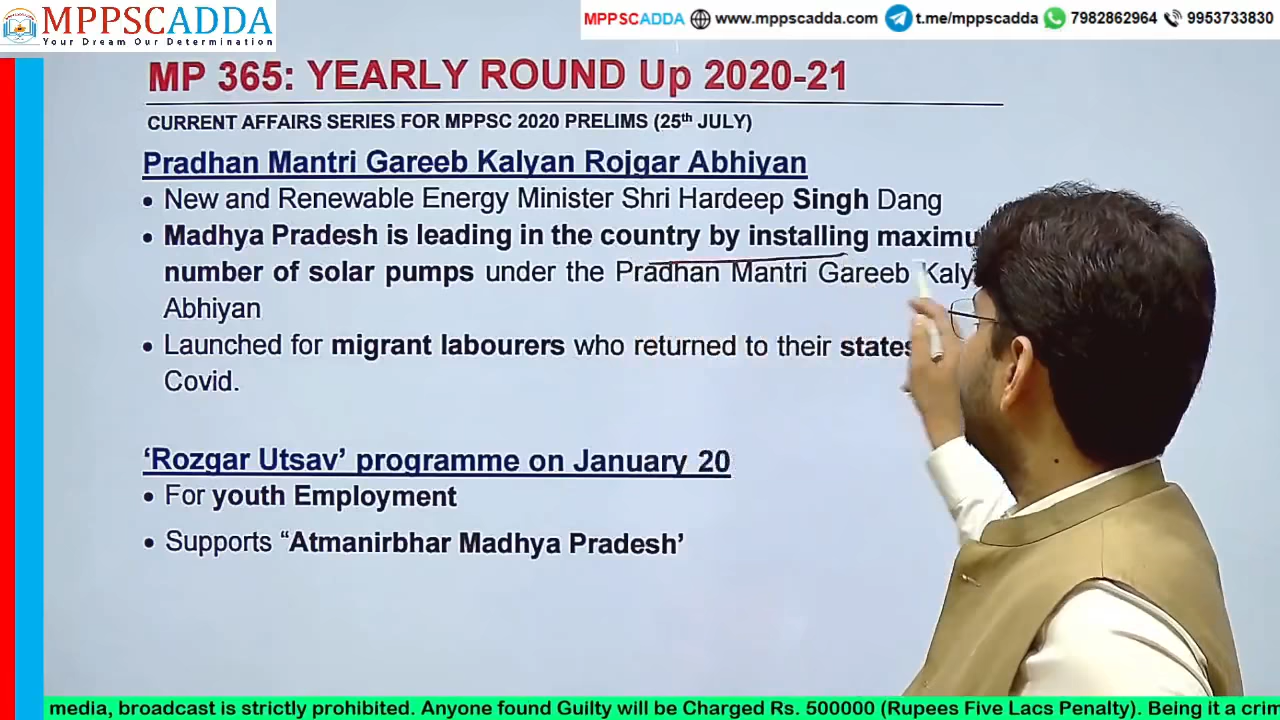 MPPSCADDA
Your Dream Our Determination
MPPSCADDA www.mppscadda.com t.me/mppscadda 7982862964 9953733830
MP 365: YEARLY ROUND Up 2020-21
CURRENT AFFAIRS SERIES FOR MPPSC 2020 PRELIMS (25th JULY)
Pradhan Mantri Gareeb Kalyan Rojgar Abhiyan
• New and Renewable Energy Minister Shri Hardeep Singh Dang
• Madhya Pradesh is leading in the country by installing
number of solar pumps under the Pradhan Mantri Gareeb
Abhiyan
• Launched for migrant labourers who returned to their states
Covid.
‘Rozgar Utsav’ programme on January 20
• For youth Employment
• Supports “Atmanirbhar Madhya Pradesh’
media, broadcast is strictly prohibited. Anyone found Guilty will be Charged Rs. 500000 (Rupees Five Lacs Penalty). Being it a